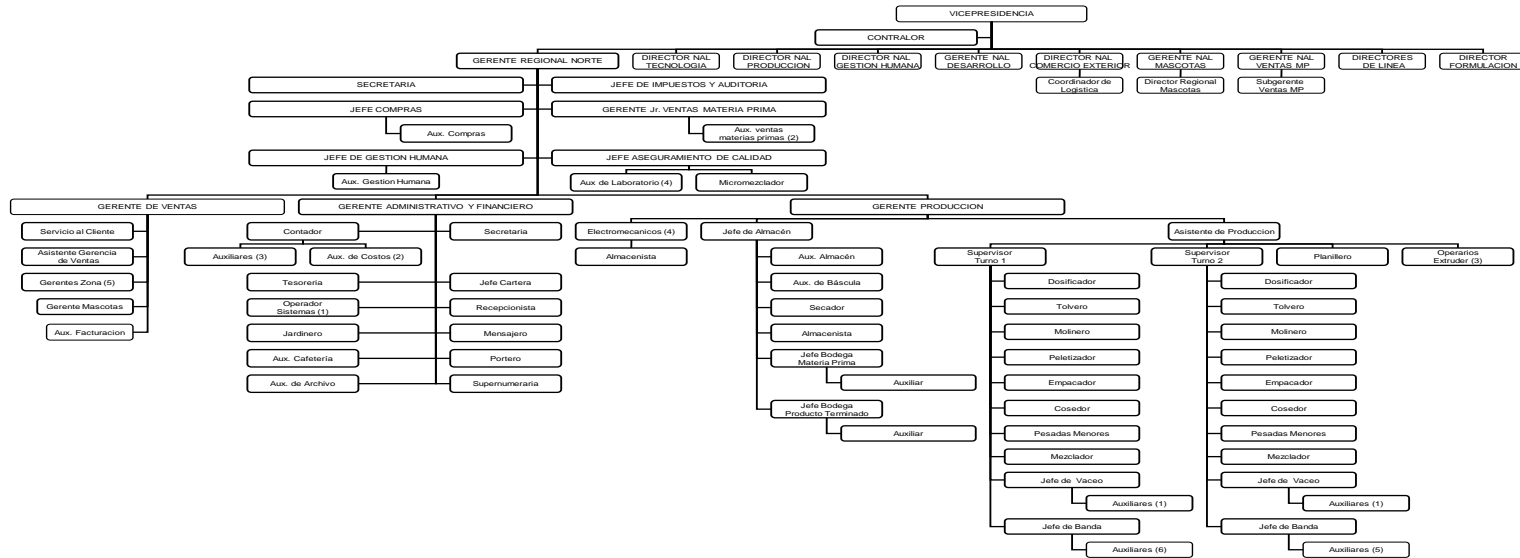 VICEPRESIDENCIA
CONTRALOR
GERENTE REGIONAL NORTE
DIRECTOR NAL
TECNOLOGIA
DIRECTOR NAL
PRODUCCION
DIRECTOR NAL
GESTION HUMANA
GERENTE NAL
DESARROLLO
DIRECTOR NAL
COMERCIO EXTERIOR
GERENTE NAL
MASCOTAS
GERENTE NAL
VENTAS MP
DIRECTORES
DE LINEA
DIRECTOR
FORMULACION
Coordinador de
Logistica
Director Regional
Mascotas
Subgerente
Ventas MP
SECRETARIA
JEFE DE IMPUESTOS Y AUDITORIA
JEFE COMPRAS
GERENTE Jr. VENTAS MATERIA PRIMA
Aux. Compras
Aux. ventas
materias primas (2)
JEFE DE GESTION HUMANA
JEFE ASEGURAMIENTO DE CALIDAD
Aux. Gestion Humana
Aux de Laboratorio (4)
Micromezclador
GERENTE DE VENTAS
GERENTE ADMINISTRATIVO Y FINANCIERO
GERENTE PRODUCCION
Servicio al Cliente
Asistente Gerencia
de Ventas
Gerentes Zona (5)
Gerente Mascotas
Aux. Facturacion
Contador
Secretaria
Auxiliares (3)
Aux. de Costos (2)
Tesoreria
Jefe Cartera
Operador
Sistemas (1)
Recepcionista
Jardinero
Mensajero
Aux. Cafetería
Portero
Aux. de Archivo
Supernumeraria
Electromecanicos (4)
Almacenista
Jefe de Almacén
Aux. Almacén
Aux. de Báscula
Secador
Almacenista
Jefe Bodega
Materia Prima
Auxiliar
Jefe Bodega
Producto Terminado
Auxiliar
Asistente de Produccion
Supervisor
Turno 1
Supervisor
Turno 2
Planillero
Operarios
Extruder (3)
Dosificador
Tolvero
Molinero
Peletizador
Empacador
Cosedor
Pesadas Menores
Mezclador
Jefe de Vaceo
Auxiliares (1)
Jefe de Banda
Auxiliares (6)
Dosificador
Tolvero
Molinero
Peletizador
Empacador
Cosedor
Pesadas Menores
Mezclador
Jefe de Vaceo
Auxiliares (1)
Jefe de Banda
Auxiliares (5)